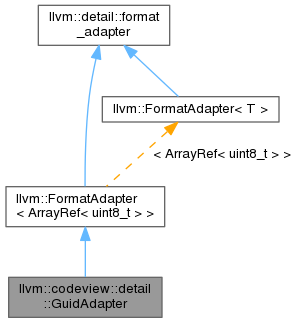 llvm::detail::format
_adapter
llvm::FormatAdapter< T >
< ArrayRef< uint8_t > >
llvm::FormatAdapter
< ArrayRef< uint8_t > >
llvm::codeview::detail
::GuidAdapter